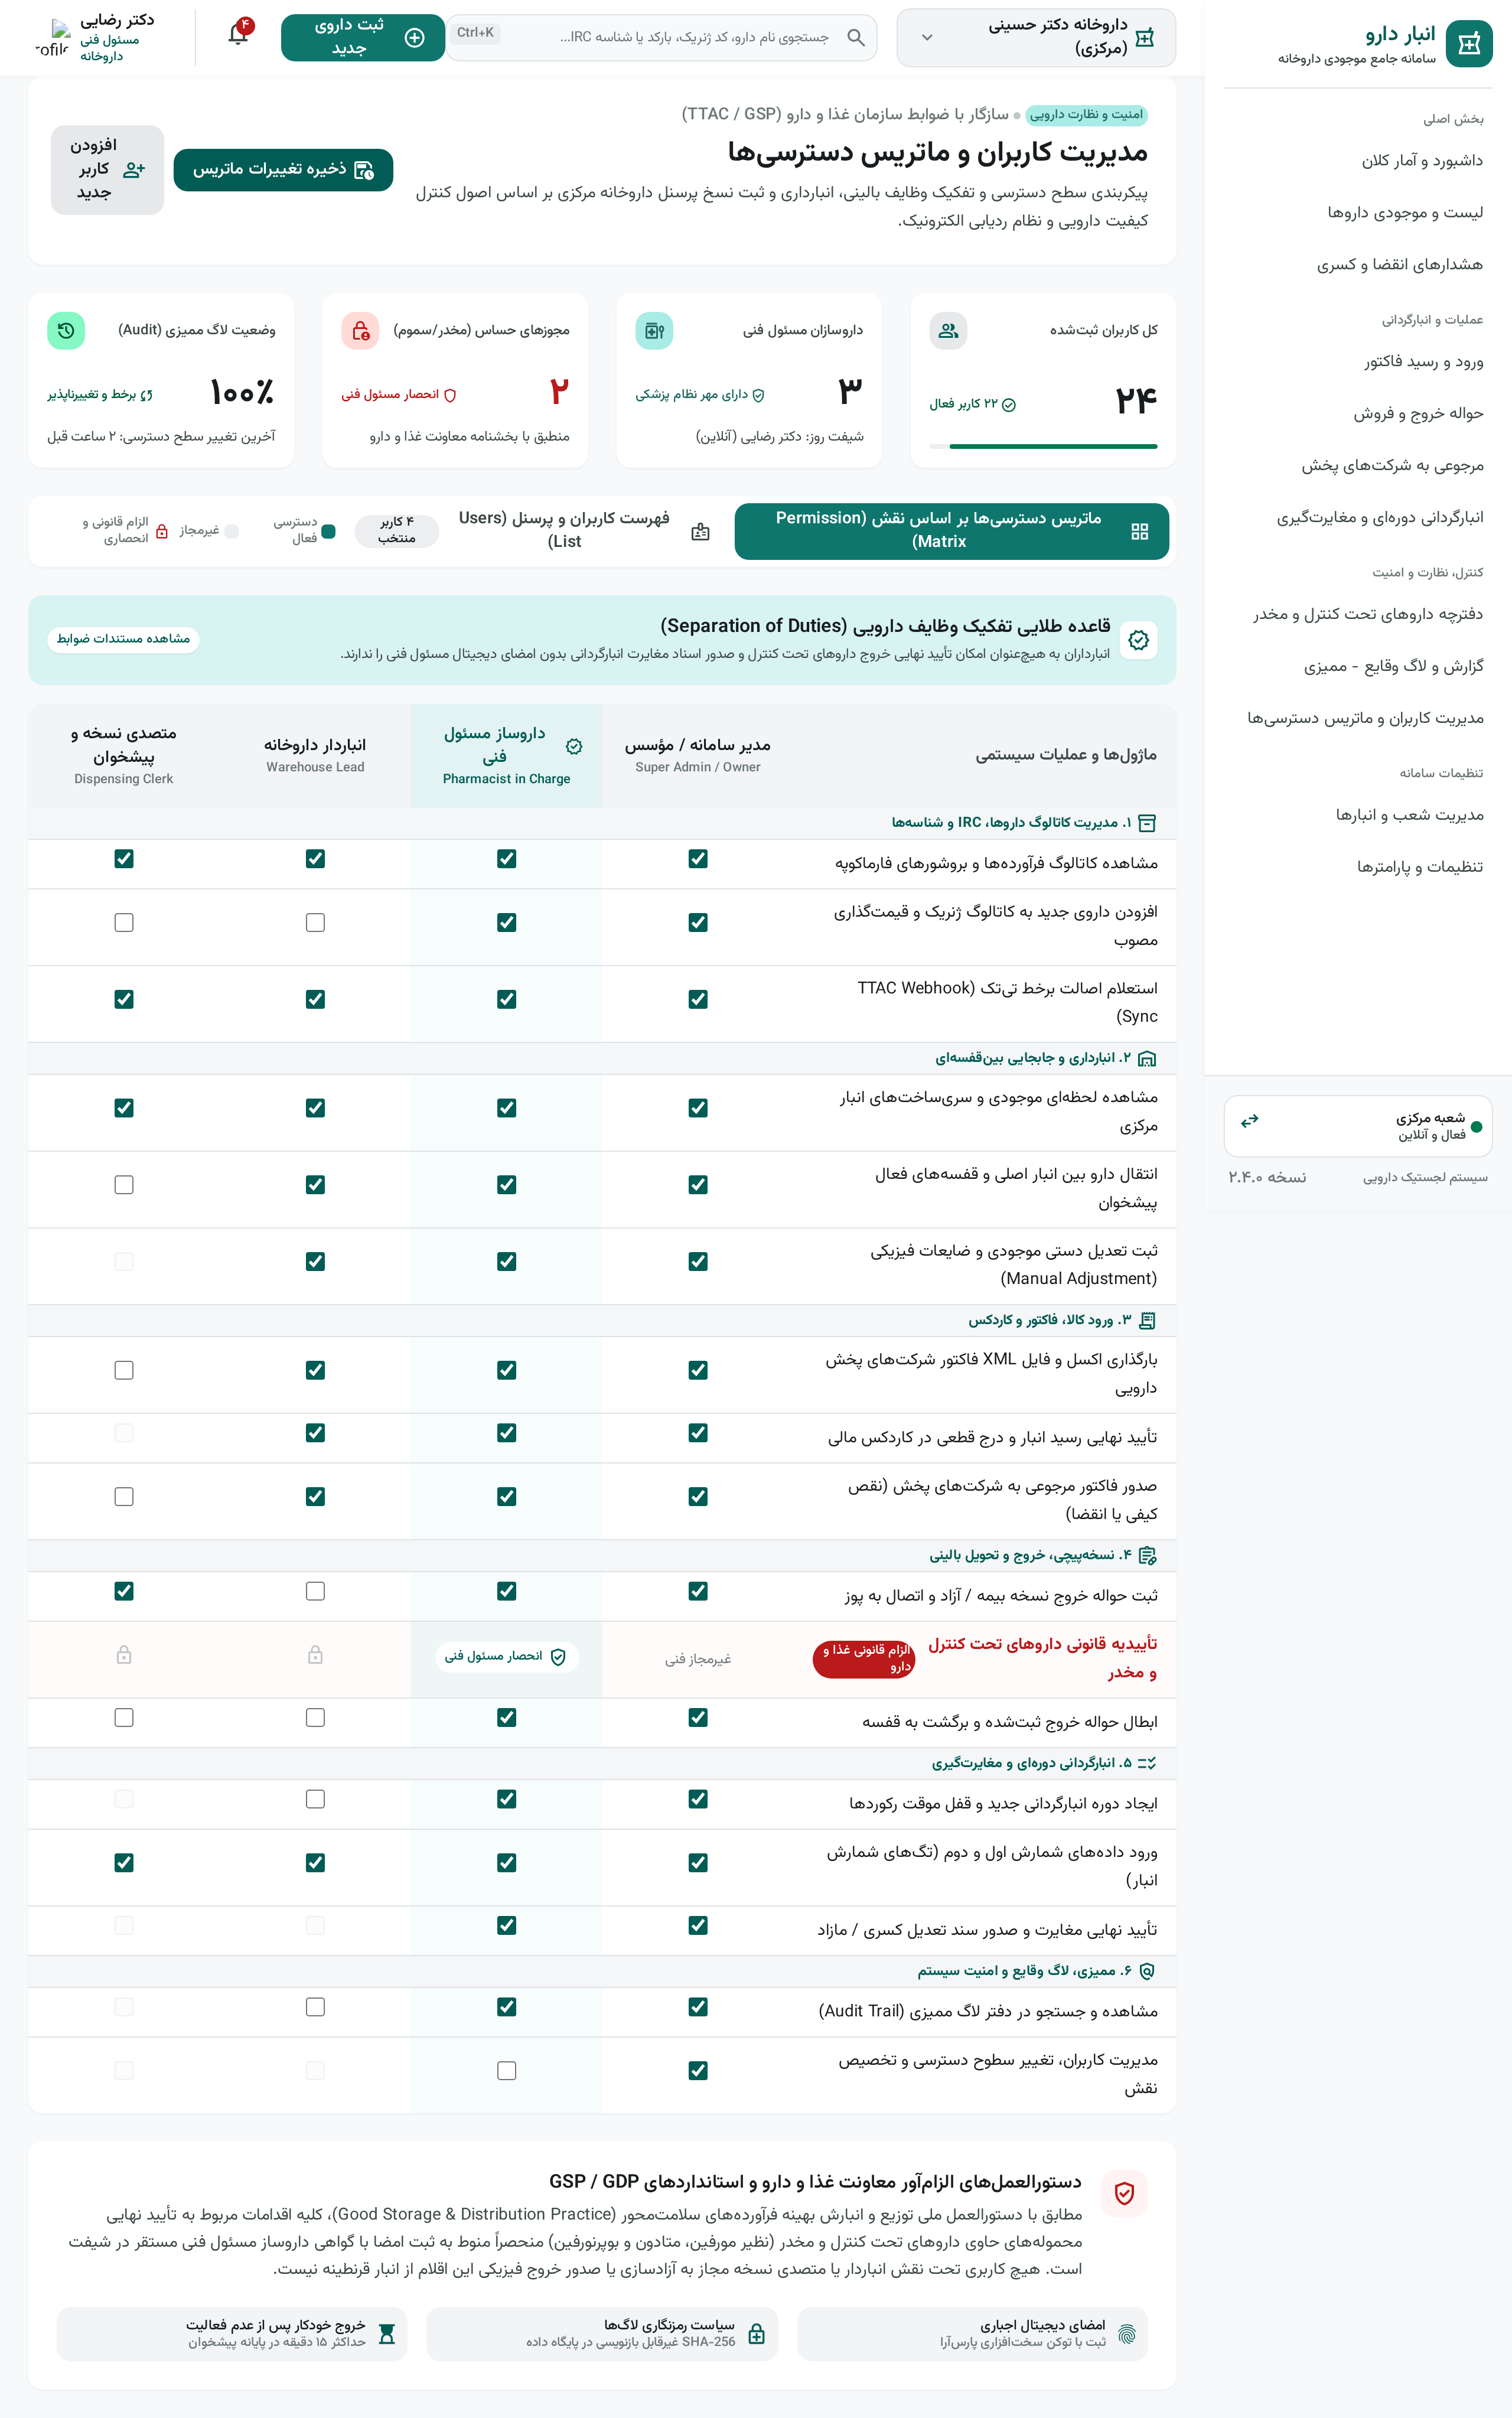 انبار دارو
سامانه جامع موجودی داروخانه
بخش اصلی
داشبورد و آمار کلان
لیست و موجودی داروها
هشدارهای انقضا و کسری
عملیات و انبارگردانی
ورود و رسید فاکتور
حواله خروج و فروش
مرجوعی به شرکت‌های پخش
انبارگردانی دوره‌ای و مغایرت‌گیری
کنترل، نظارت و امنیت
دفترچه داروهای تحت کنترل و مخدر
گزارش و لاگ وقایع - ممیزی
مدیریت کاربران و ماتریس دسترسی‌ها
تنظیمات سامانه
مدیریت شعب و انبارها
تنظیمات و پارامترها
شعبه مرکزی
فعال و آنلاین
سیستم لجستیک دارویی
نسخه ۲.۴.۰
داروخانه دکتر حسینی
(مرکزی)
جستجوی نام دارو، کد ژنریک، بارکد یا شناسه IRC...
Ctrl+K
ثبت داروی
جدید
۴
دکتر رضایی
مسئول فنی
داروخانه
امنیت و نظارت دارویی
سازگار با ضوابط سازمان غذا و دارو (TTAC / GSP)
مدیریت کاربران و ماتریس دسترسی‌ها
پیکربندی سطح دسترسی و تفکیک وظایف بالینی، انبارداری و ثبت نسخ پرسنل داروخانه مرکزی بر اساس اصول کنترل
کیفیت دارویی و نظام ردیابی الکترونیک.
ذخیره تغییرات ماتریس
افزودن
کاربر
جدید
کل کاربران ثبت‌شده
۲۴
۲۲ کاربر فعال
داروسازان مسئول فنی
۳
دارای مهر نظام پزشکی
شیفت روز: دکتر رضایی (آنلاین)
مجوزهای حساس (مخدر/سموم)
۲
انحصار مسئول فنی
منطبق با بخشنامه معاونت غذا و دارو
وضعیت لاگ ممیزی (Audit)
۱۰۰٪
برخط و تغییرناپذیر
آخرین تغییر سطح دسترسی: ۲ ساعت قبل
ماتریس دسترسی‌ها بر اساس نقش (Permission
Matrix)
فهرست کاربران و پرسنل (Users
List)
۴ کاربر
منتخب
دسترسی
فعال
غیرمجاز
الزام قانونی و
انحصاری
قاعده طلایی تفکیک وظایف دارویی (Separation of Duties)
انبارداران به هیچ‌عنوان امکان تأیید نهایی خروج داروهای تحت کنترل و صدور اسناد مغایرت انبارگردانی بدون امضای دیجیتال مسئول فنی را ندارند.
مشاهده مستندات ضوابط
ماژول‌ها و عملیات سیستمی
مدیر سامانه / مؤسس
Super Admin / Owner
داروساز مسئول
فنی
Pharmacist in Charge
انباردار داروخانه
Warehouse Lead
متصدی نسخه و
پیشخوان
Dispensing Clerk
۱. مدیریت کاتالوگ داروها، IRC و شناسه‌ها
مشاهده کاتالوگ فرآورده‌ها و بروشورهای فارماکوپه
افزودن داروی جدید به کاتالوگ ژنریک و قیمت‌گذاری
مصوب
استعلام اصالت برخط تی‌تک (TTAC Webhook
Sync)
۲. انبارداری و جابجایی بین‌قفسه‌ای
مشاهده لحظه‌ای موجودی و سری‌ساخت‌های انبار
مرکزی
انتقال دارو بین انبار اصلی و قفسه‌های فعال
پیشخوان
ثبت تعدیل دستی موجودی و ضایعات فیزیکی
(Manual Adjustment)
۳. ورود کالا، فاکتور و کاردکس
بارگذاری اکسل و فایل XML فاکتور شرکت‌های پخش
دارویی
تأیید نهایی رسید انبار و درج قطعی در کاردکس مالی
صدور فاکتور مرجوعی به شرکت‌های پخش (نقص
کیفی یا انقضا)
۴. نسخه‌پیچی، خروج و تحویل بالینی
ثبت حواله خروج نسخه بیمه / آزاد و اتصال به پوز
تأییدیه قانونی داروهای تحت کنترل
و مخدر
الزام قانونی غذا و
دارو
غیرمجاز فنی
انحصار مسئول فنی
ابطال حواله خروج ثبت‌شده و برگشت به قفسه
۵. انبارگردانی دوره‌ای و مغایرت‌گیری
ایجاد دوره انبارگردانی جدید و قفل موقت رکوردها
ورود داده‌های شمارش اول و دوم (تگ‌های شمارش
انبار)
تأیید نهایی مغایرت و صدور سند تعدیل کسری / مازاد
۶. ممیزی، لاگ وقایع و امنیت سیستم
مشاهده و جستجو در دفتر لاگ ممیزی (Audit Trail)
مدیریت کاربران، تغییر سطوح دسترسی و تخصیص
نقش
دستورالعمل‌های الزام‌آور معاونت غذا و دارو و استانداردهای GSP / GDP
مطابق با دستورالعمل ملی توزیع و انبارش بهینه فرآورده‌های سلامت‌محور (Good Storage & Distribution Practice)، کلیه اقدامات مربوط به تأیید نهایی
محموله‌های حاوی داروهای تحت کنترل و مخدر (نظیر مورفین، متادون و بوپرنورفین) منحصراً منوط به ثبت امضا با گواهی داروساز مسئول فنی مستقر در شیفت
است. هیچ کاربری تحت نقش انباردار یا متصدی نسخه مجاز به آزادسازی یا صدور خروج فیزیکی این اقلام از انبار قرنطینه نیست.
امضای دیجیتال اجباری
ثبت با توکن سخت‌افزاری پارس‌آرا
سیاست رمزنگاری لاگ‌ها
SHA-256 غیرقابل بازنویسی در پایگاه داده
خروج خودکار پس از عدم فعالیت
حداکثر ۱۵ دقیقه در پایانه پیشخوان